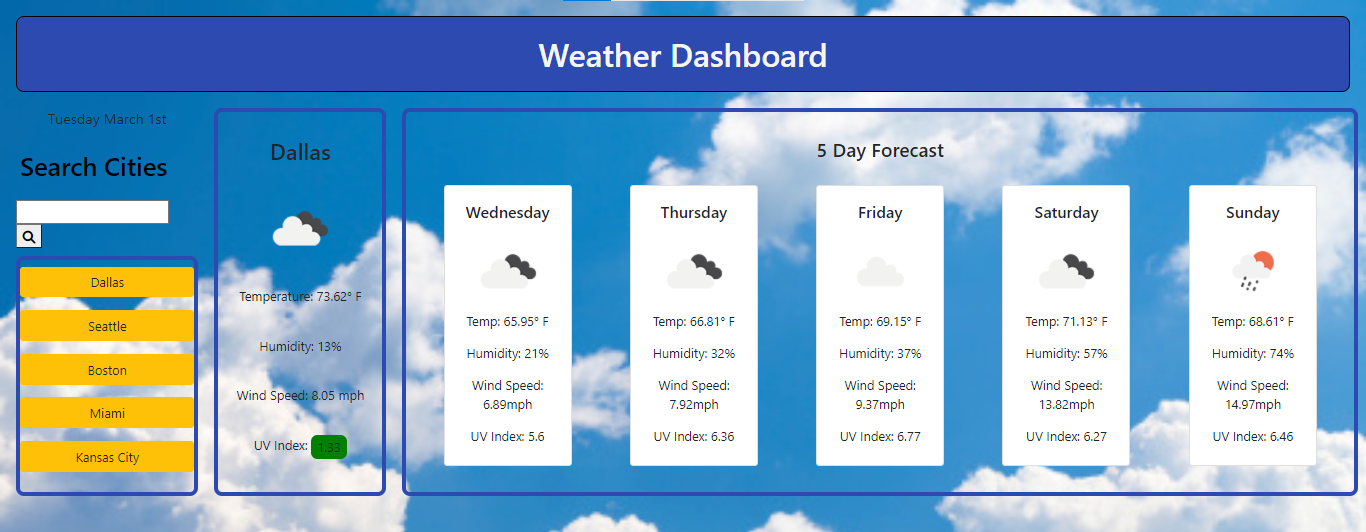 Weather Dashboard
Tuesday March 1st
Search Cities
Dallas
Seattle
Boston
Miami
Kansas City
Dallas
Temperature: 73.62° F
Humidity: 13%
Wind Speed: 8.05 mph
UV Index: 1.33
5 Day Forecast
Wednesday
Temp: 65.95° F
Humidity: 21%
Wind Speed:
6.89mph
UV Index: 5.6
Thursday
Temp: 66.81° F
Humidity: 32%
Wind Speed:
7.92mph
UV Index: 6.36
Friday
Temp: 69.15° F
Humidity: 37%
Wind Speed:
9.37mph
UV Index: 6.77
Saturday
Temp: 71.13° F
Humidity: 57%
Wind Speed:
13.82mph
UV Index: 6.27
Sunday
Temp: 68.61° F
Humidity: 74%
Wind Speed:
14.97mph
UV Index: 6.46